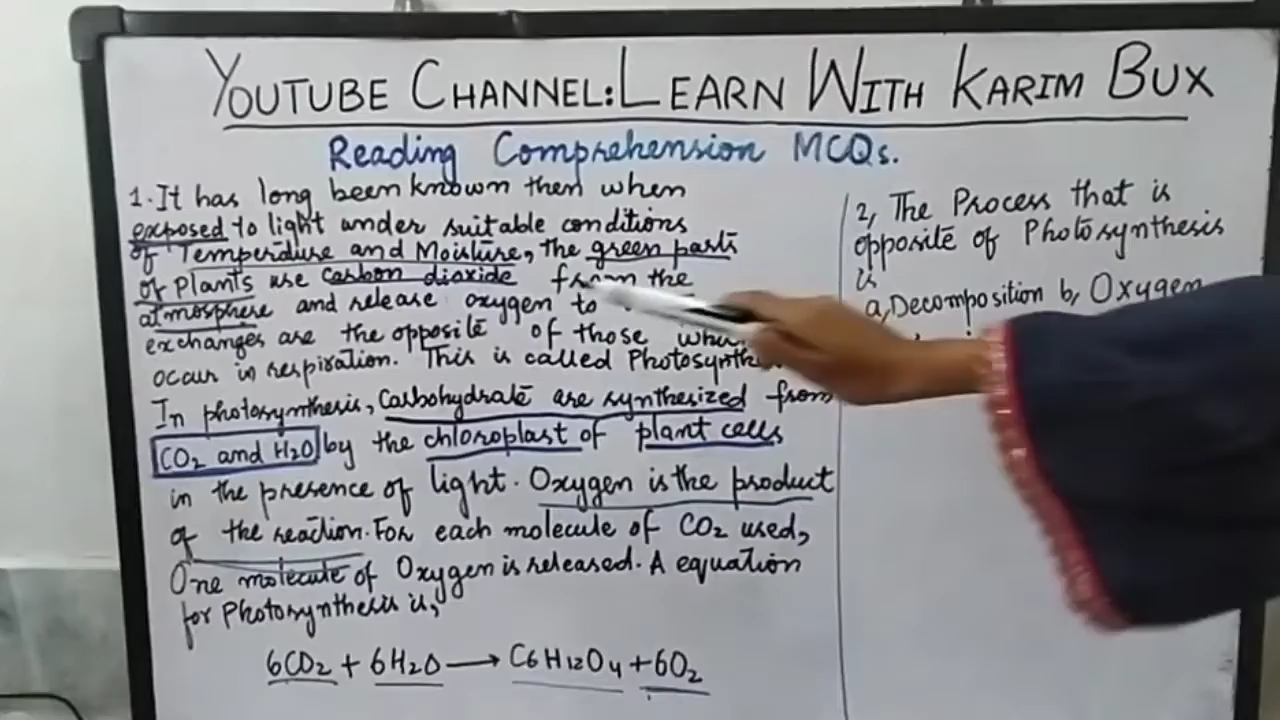 YOUTUBE CHANNEL: LEARN WITH KARIM BUX
Reading Comprehension MCQs.
1. It has long been known them when
exposed to light under suitable conditions
of Temperduse and Moisture, the green parts
of plants use carbon dioxide from the
atmosphere and release oxygen to
exchanges are the opposite of those
occur in respiration. This is called
In photosynthesis, Carbohydrate are synthesized from
CO2 and H2O by the chloroplast of plant cells
in the presence of light. Oxygen is the product
of the reaction. For each molecule of CO2 used,
One molecule of Oxygen is released. A equation
for Photosynthesis is,
6CO2 + 6H2O → C6H12O4 + 6O2
2, The Process that is
opposite of Photosynthesis
is
a, Decomposition b, Oxygen